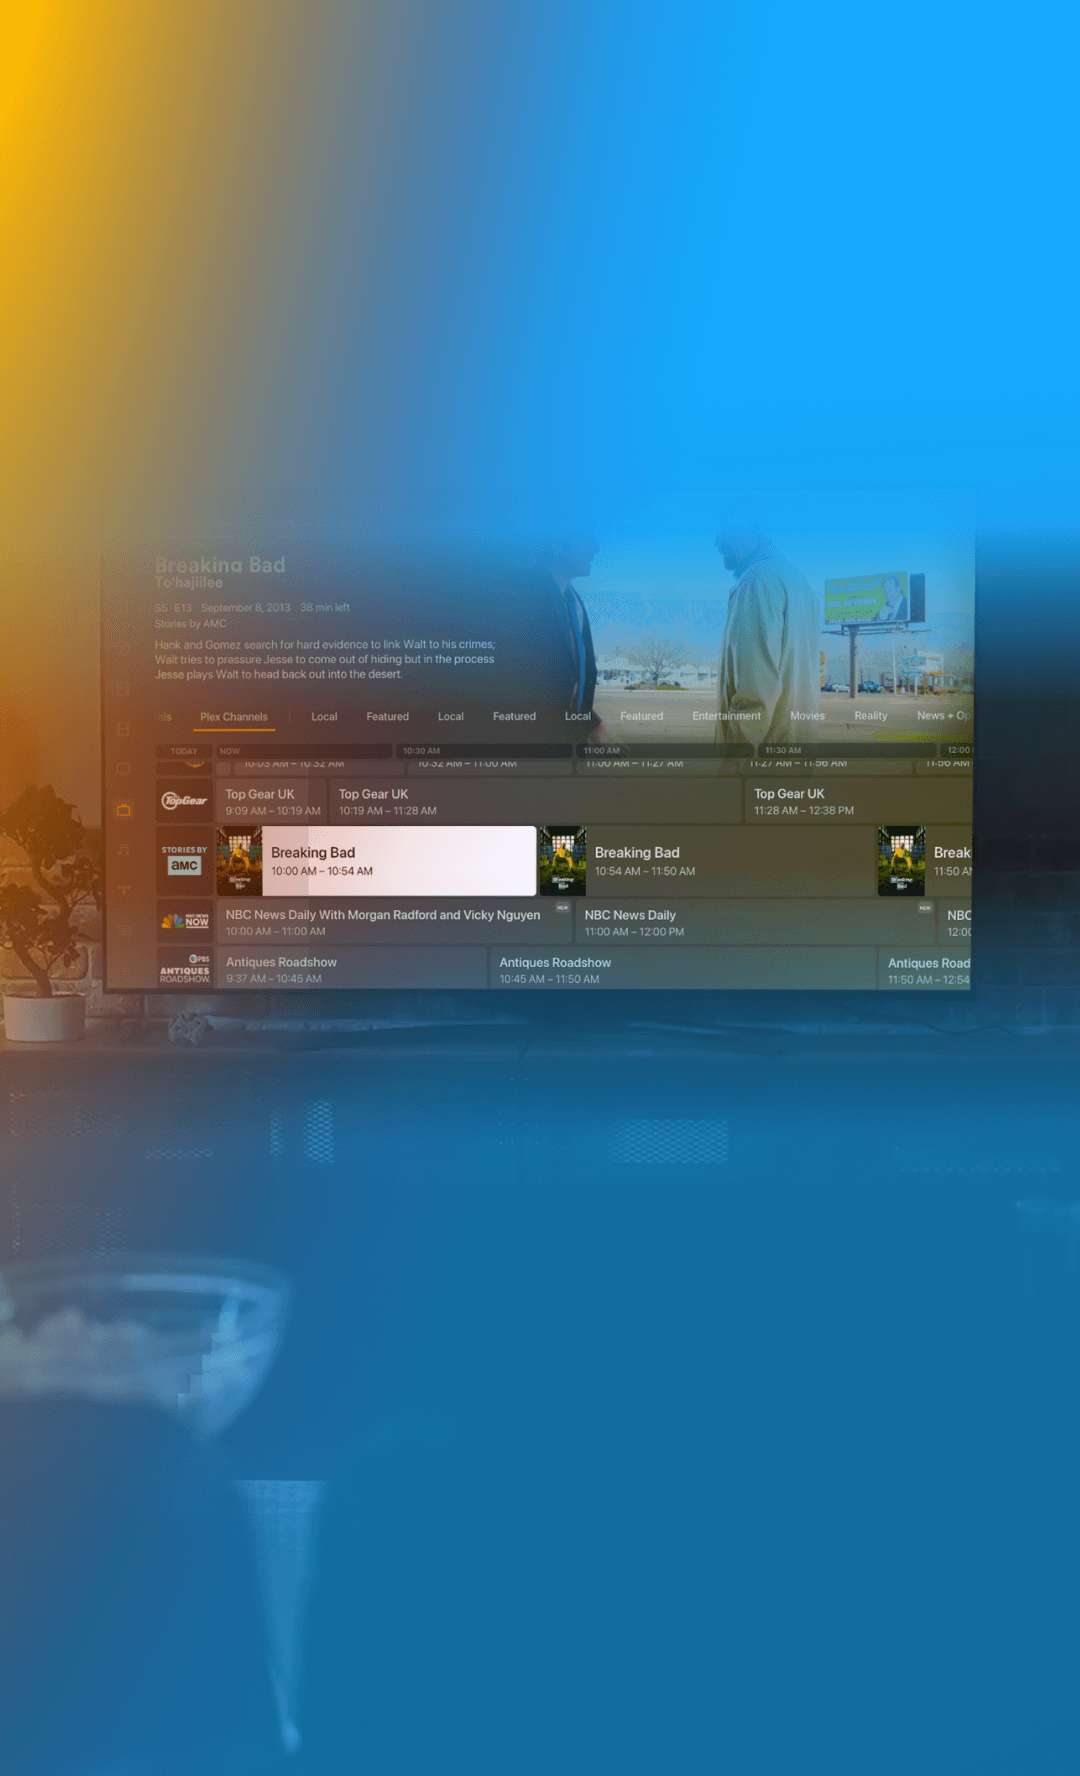 Breaking Bad
To'hajiilee
S5 · E13 September 8, 2013 38 min left
Stories by AMC
Hank and Gomez search for hard evidence to link Walt to his crimes;
Walt tries to pressure Jesse to come out of hiding but in the process
Jesse plays Walt to head back out into the desert.
els Plex Channels Local Featured Local Featured Local Featured Entertainment Movies Reality News + Op
TODAY NOW 10:30 AM 11:00 AM 11:30 AM 12:00
10:03 AM – 10:32 AM 10:32 AM – 11:00 AM 11:00 AM – 11:27 AM 11:27 AM – 11:56 AM 11:56 AM
TopGear Top Gear UK Top Gear UK Top Gear UK
9:09 AM – 10:19 AM 10:19 AM – 11:28 AM 11:28 AM – 12:38 PM
STORIES BY
aMC
Breaking Bad Breaking Bad Break
10:00 AM – 10:54 AM 10:54 AM – 11:50 AM 11:50 AM
Breaking Bad Breaking Bad Breaking Bad
NBC NEWS NOW
NBC News Daily With Morgan Radford and Vicky Nguyen NEW NBC News Daily NEW NBC
10:00 AM – 11:00 AM 11:00 AM – 12:00 PM 12:00
PBS
ANTIQUES
ROADSHOW
Antiques Roadshow Antiques Roadshow Antiques Road
9:37 AM – 10:45 AM 10:45 AM – 11:50 AM 11:50 AM – 12:54